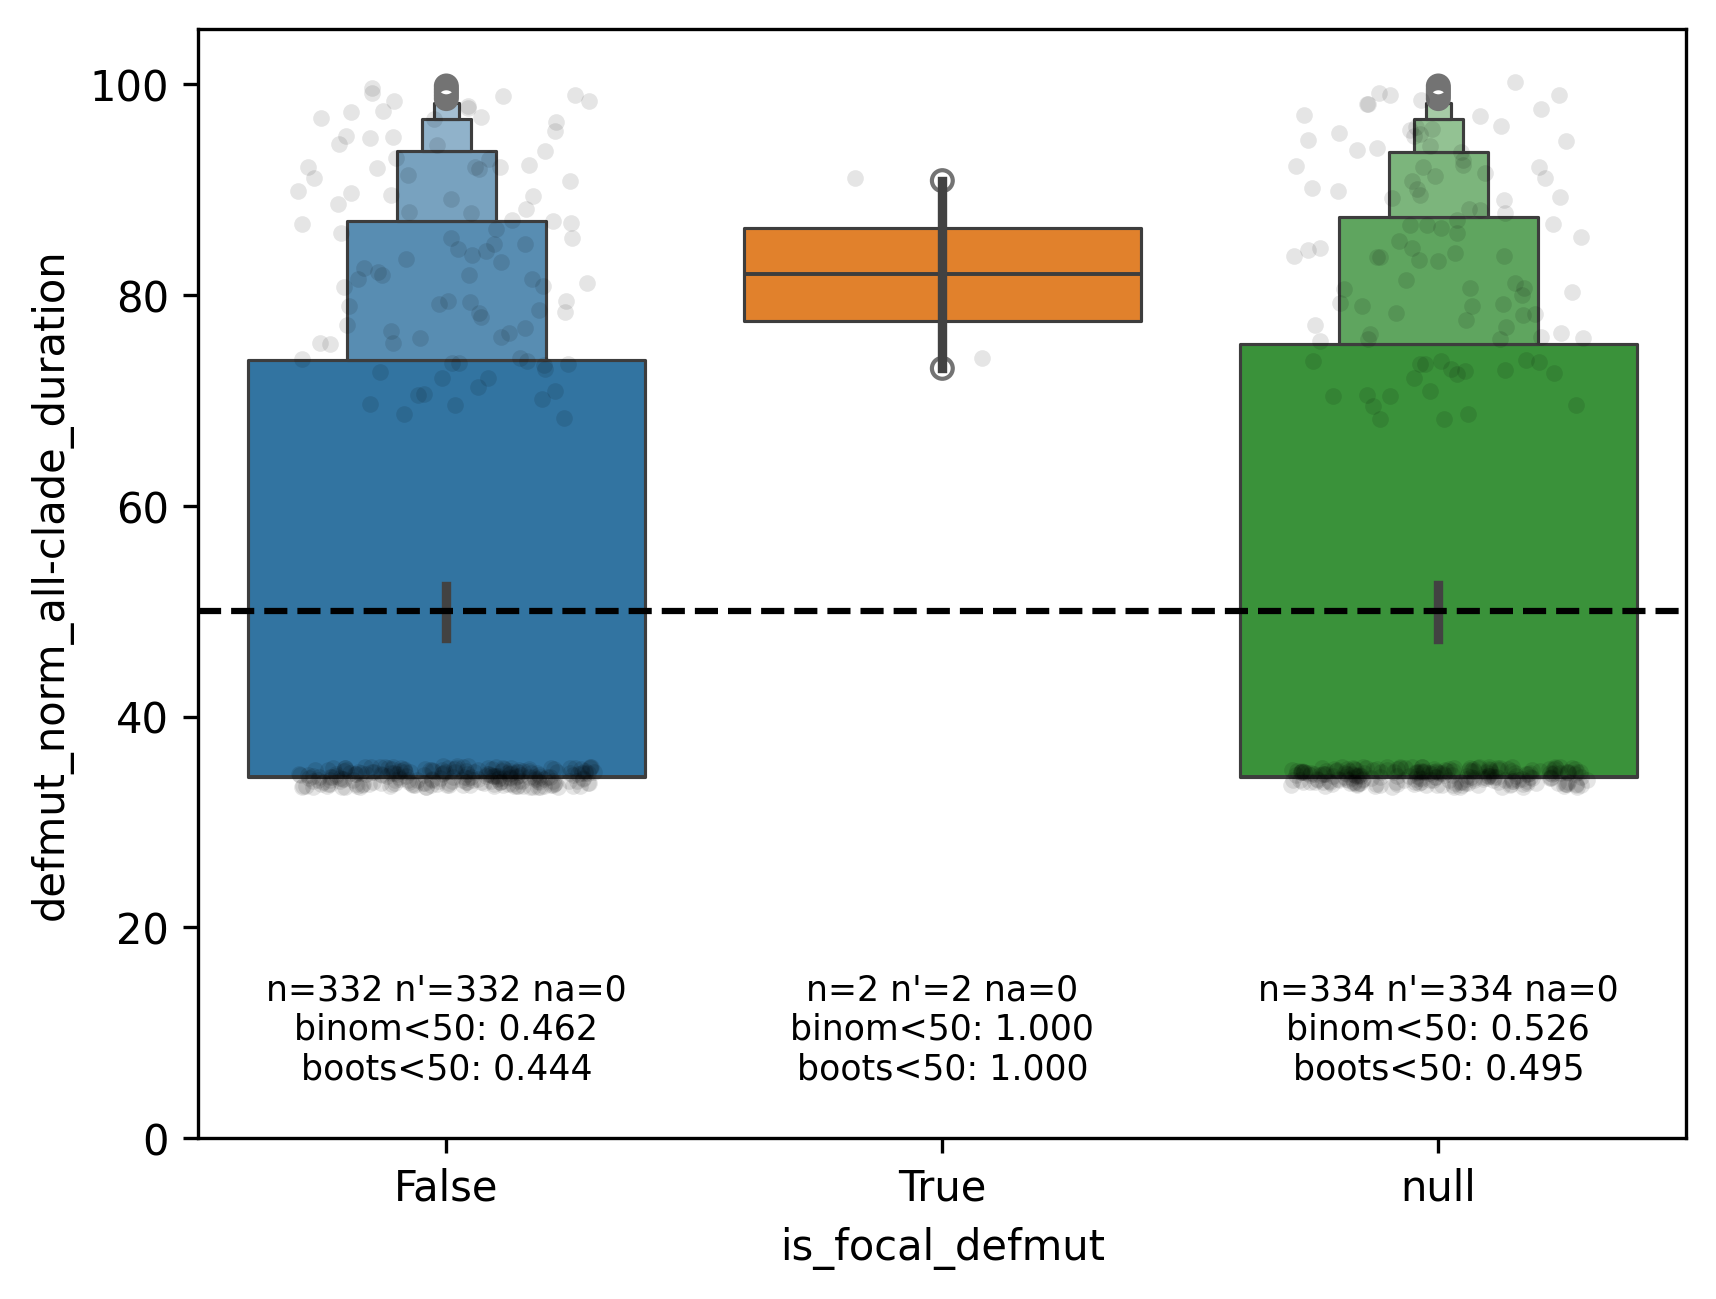 defmut_norm_all-clade_duration
100
80
60
40
20
0
n=332 n'=332 na=0
binom<50: 0.462
boots<50: 0.444
n=2 n'=2 na=0
binom<50: 1.000
boots<50: 1.000
n=334 n'=334 na=0
binom<50: 0.526
boots<50: 0.495
False
True
null
is_focal_defmut